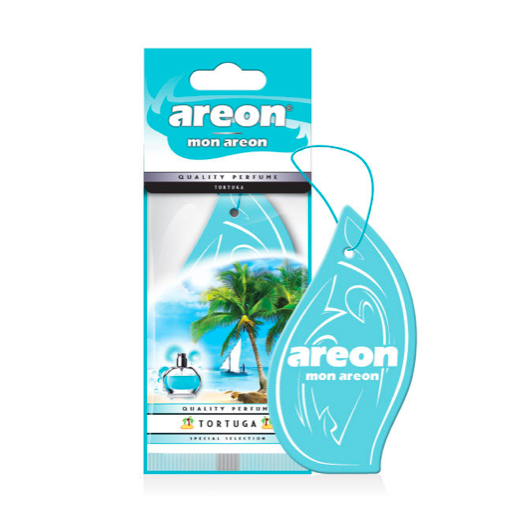 areon®
mon areon
QUALITY PERFUME
TORTUGA
areon
mon areon
QUALITY PERFUME
TORTUGA
SPECIAL SELECTION